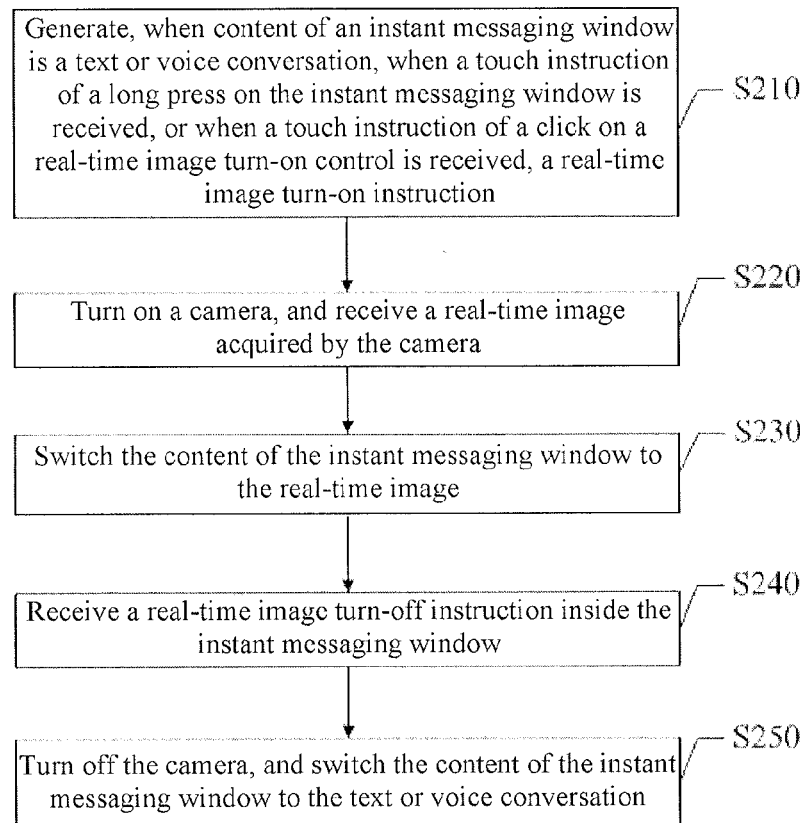 Generate, when content of an instant messaging window
is a text or voice conversation, when a touch instruction
of a long press on the instant messaging window is
received, or when a touch instruction of a click on a
real-time image turn-on control is received, a real-time
image turn-on instruction
S210
Turn on a camera, and receive a real-time image
acquired by the camera
S220
Switch the content of the instant messaging window to
the real-time image
S230
Receive a real-time image turn-off instruction inside the
instant messaging window
S240
Turn off the camera, and switch the content of the instant
messaging window to the text or voice conversation
S250